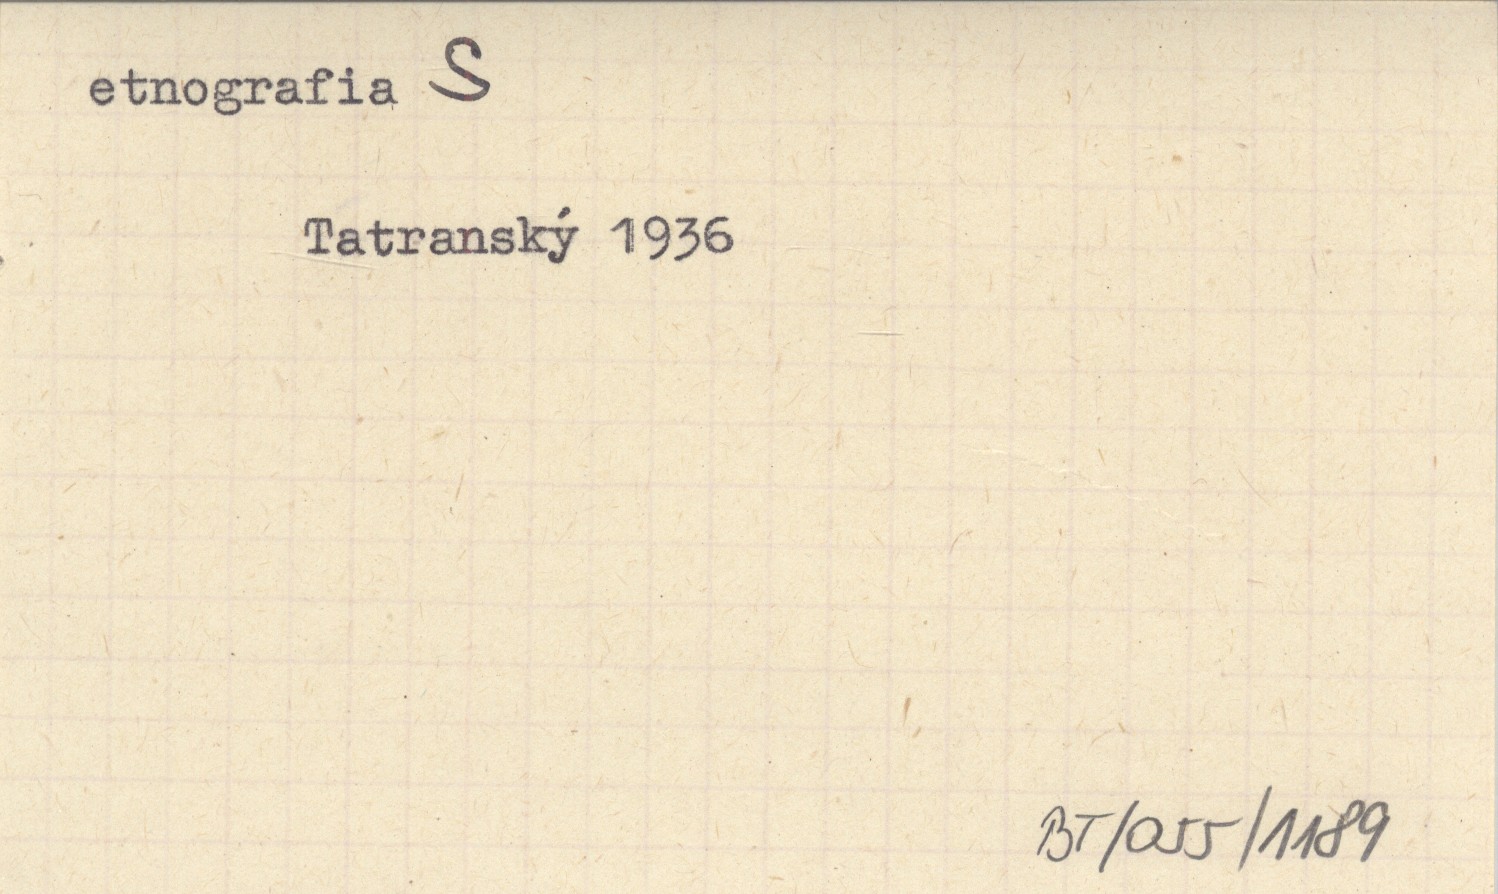 etnografia S
Tatranský 1936
BT/055/1189